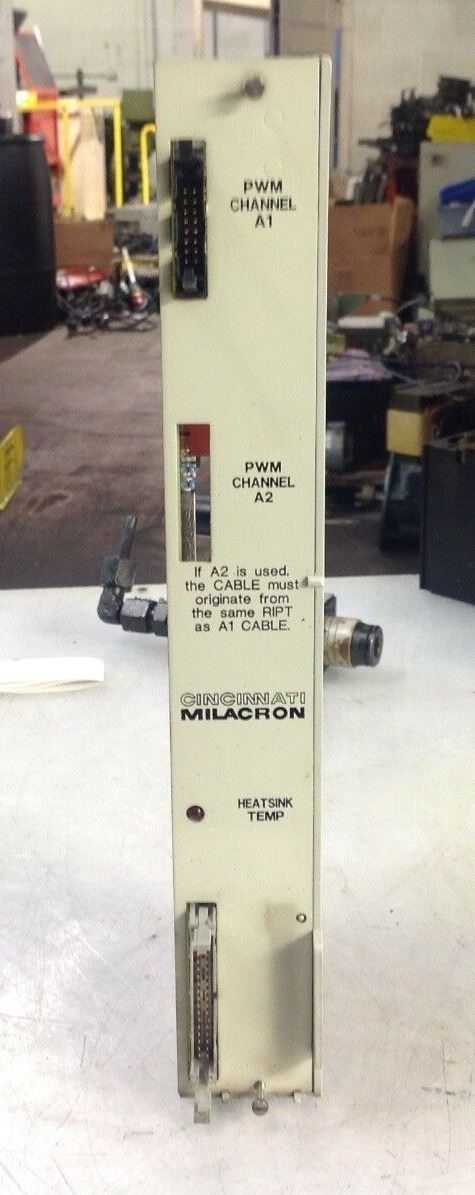 PWM
CHANNEL
A1
PWM
CHANNEL
A2
If A2 is used,
the CABLE must
originate from
the same RIPT
as A1 CABLE.
CINCINNATI
MILACRON
HEATSINK
TEMP